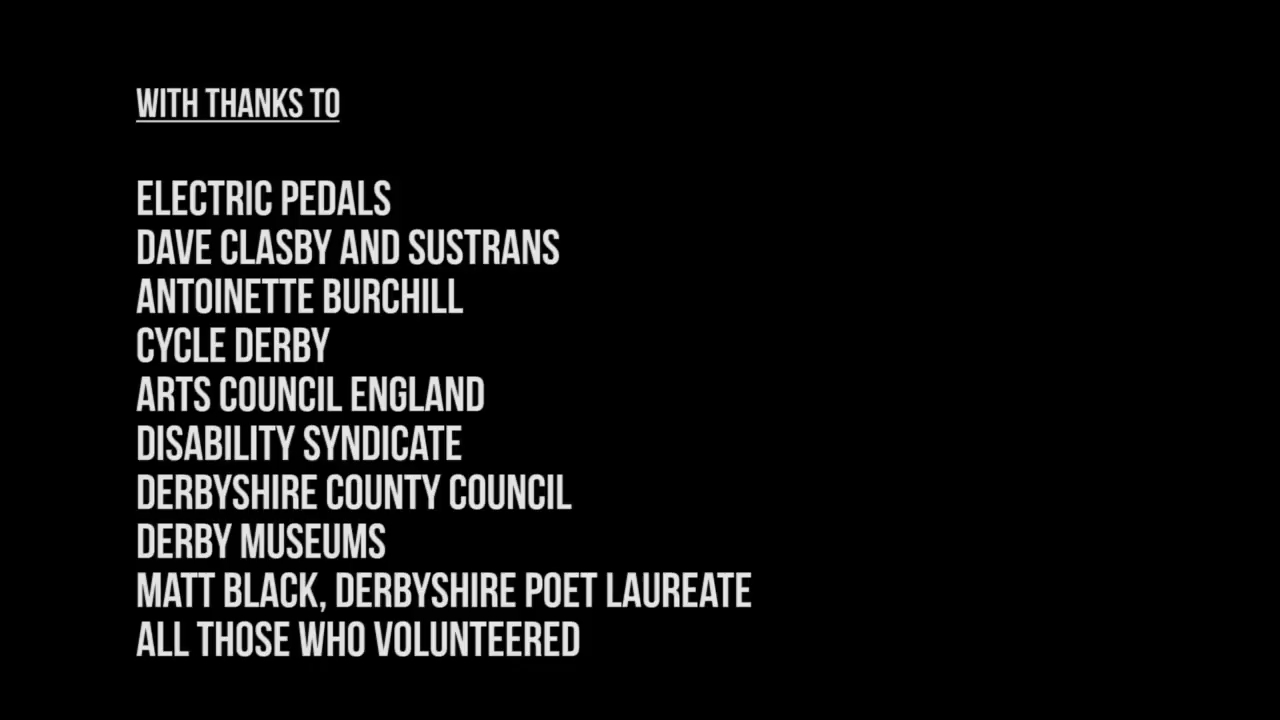 WITH THANKS TO
ELECTRIC PEDALS
DAVE CLASBY AND SUSTRANS
ANTOINETTE BURCHILL
CYCLE DERBY
ARTS COUNCIL ENGLAND
DISABILITY SYNDICATE
DERBYSHIRE COUNTY COUNCIL
DERBY MUSEUMS
MATT BLACK, DERBYSHIRE POET LAUREATE
ALL THOSE WHO VOLUNTEERED